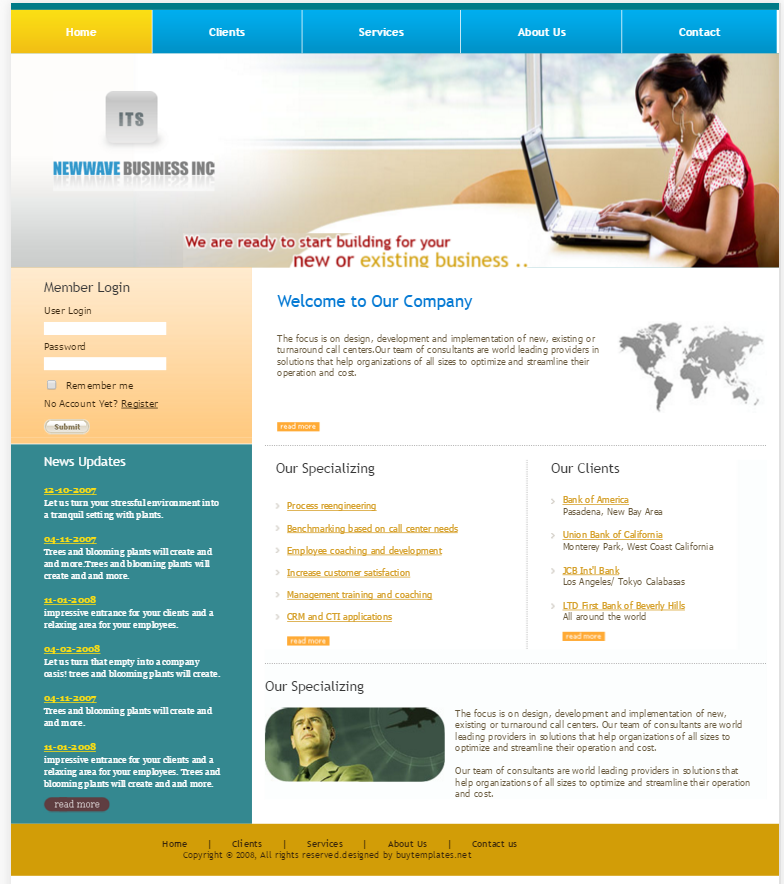 Home Clients Services About Us Contact
ITS
NEWWAVE BUSINESS INC
We are ready to start building for your
new or existing business ..
Member Login
User Login
Password
Remember me
No Account Yet? Register
Submit
News Updates
12-10-2007
Let us turn your stressful environment into
a tranquil setting with plants.
04-11-2007
Trees and blooming plants will create and
and more.Trees and blooming plants will
create and and more.
11-01-2008
impressive entrance for your clients and a
relaxing area for your employees.
04-02-2008
Let us turn that empty into a company
oasis! trees and blooming plants will create.
04-11-2007
Trees and blooming plants will create and
and more.
11-01-2008
impressive entrance for your clients and a
relaxing area for your employees. Trees and
blooming plants will create and and more.
read more
Welcome to Our Company
The focus is on design, development and implementation of new, existing or
turnaround call centers.Our team of consultants are world leading providers in
solutions that help organizations of all sizes to optimize and streamline their
operation and cost.
read more
Our Specializing
Process reengineering
Benchmarking based on call center needs
Employee coaching and development
Increase customer satisfaction
Management training and coaching
CRM and CTI applications
read more
Our Clients
Bank of America
Pasadena, New Bay Area
Union Bank of California
Monterey Park, West Coast California
JCB Int'l Bank
Los Angeles/ Tokyo Calabasas
LTD First Bank of Beverly Hills
All around the world
read more
Our Specializing
The focus is on design, development and implementation of new,
existing or turnaround call centers. Our team of consultants are world
leading providers in solutions that help organizations of all sizes to
optimize and streamline their operation and cost.
Our team of consultants are world leading providers in solutions that
help organizations of all sizes to optimize and streamline their operation
and cost.
Home | Clients | Services | About Us | Contact us
Copyright © 2008, All rights reserved.designed by buytemplates.net